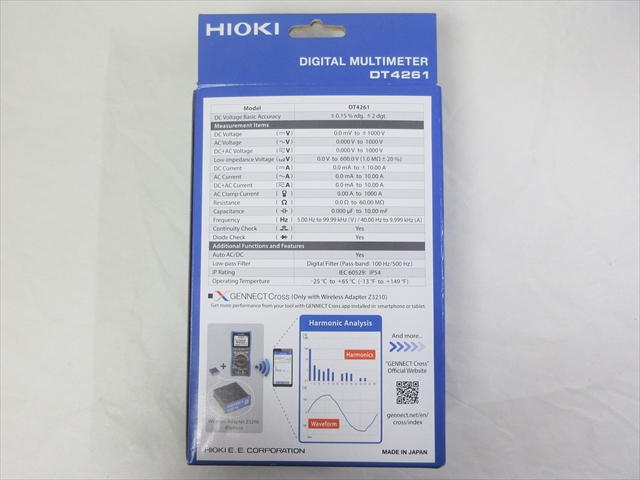 HIOKI
DIGITAL MULTIMETER
DT4261
Model DT4261
DC Voltage Basic Accuracy ± 0.15 % rdg. ± 2 dgt.
Measurement Items
DC Voltage ( V) 0.0 mV to ± 1000 V
AC Voltage (~V) 0.000 V to 1000 V
DC+AC Voltage ( V) 0.000 V to 1000 V
Low-impedance Voltage ( V) 0.0 V to 600.0 V (1.0 MΩ ± 20 %)
DC Current ( A) 0.0 mA to ± 10.00 A
AC Current (~A) 0.0 mA to 10.00 A
DC+AC Current ( A) 0.0 mA to 10.00 A
AC Clamp Current ( ) 0.00 A to 1000 A
Resistance ( Ω ) 0.0 Ω to 60.00 MΩ
Capacitance ( ) 0.000 μF to 10.00 mF
Frequency ( Hz ) 5.00 Hz to 99.99 kHz (V) / 40.00 Hz to 9.999 kHz (A)
Continuity Check ( ) Yes
Diode Check ( ) Yes
Additional Functions and Features
Auto AC/DC Yes
Low-pass Filter Digital Filter (Pass-band: 100 Hz/500 Hz)
IP Rating IEC 60529: IP54
Operating Temperture -25 °C to +65 °C (-13 °F to +149 °F)
■ GENNECT Cross (Only with Wireless Adapter Z3210)
Get more performance from your tool with GENNECT Cross app installed in smartphone or tablet.
Harmonic Analysis
Harmonics
Waveform
And more...
"GENNECT Cross"
Official Website
gennect.net/en/
cross/index
+
Wireless Adapter Z3210
HIOKI E. E. CORPORATION
MADE IN JAPAN